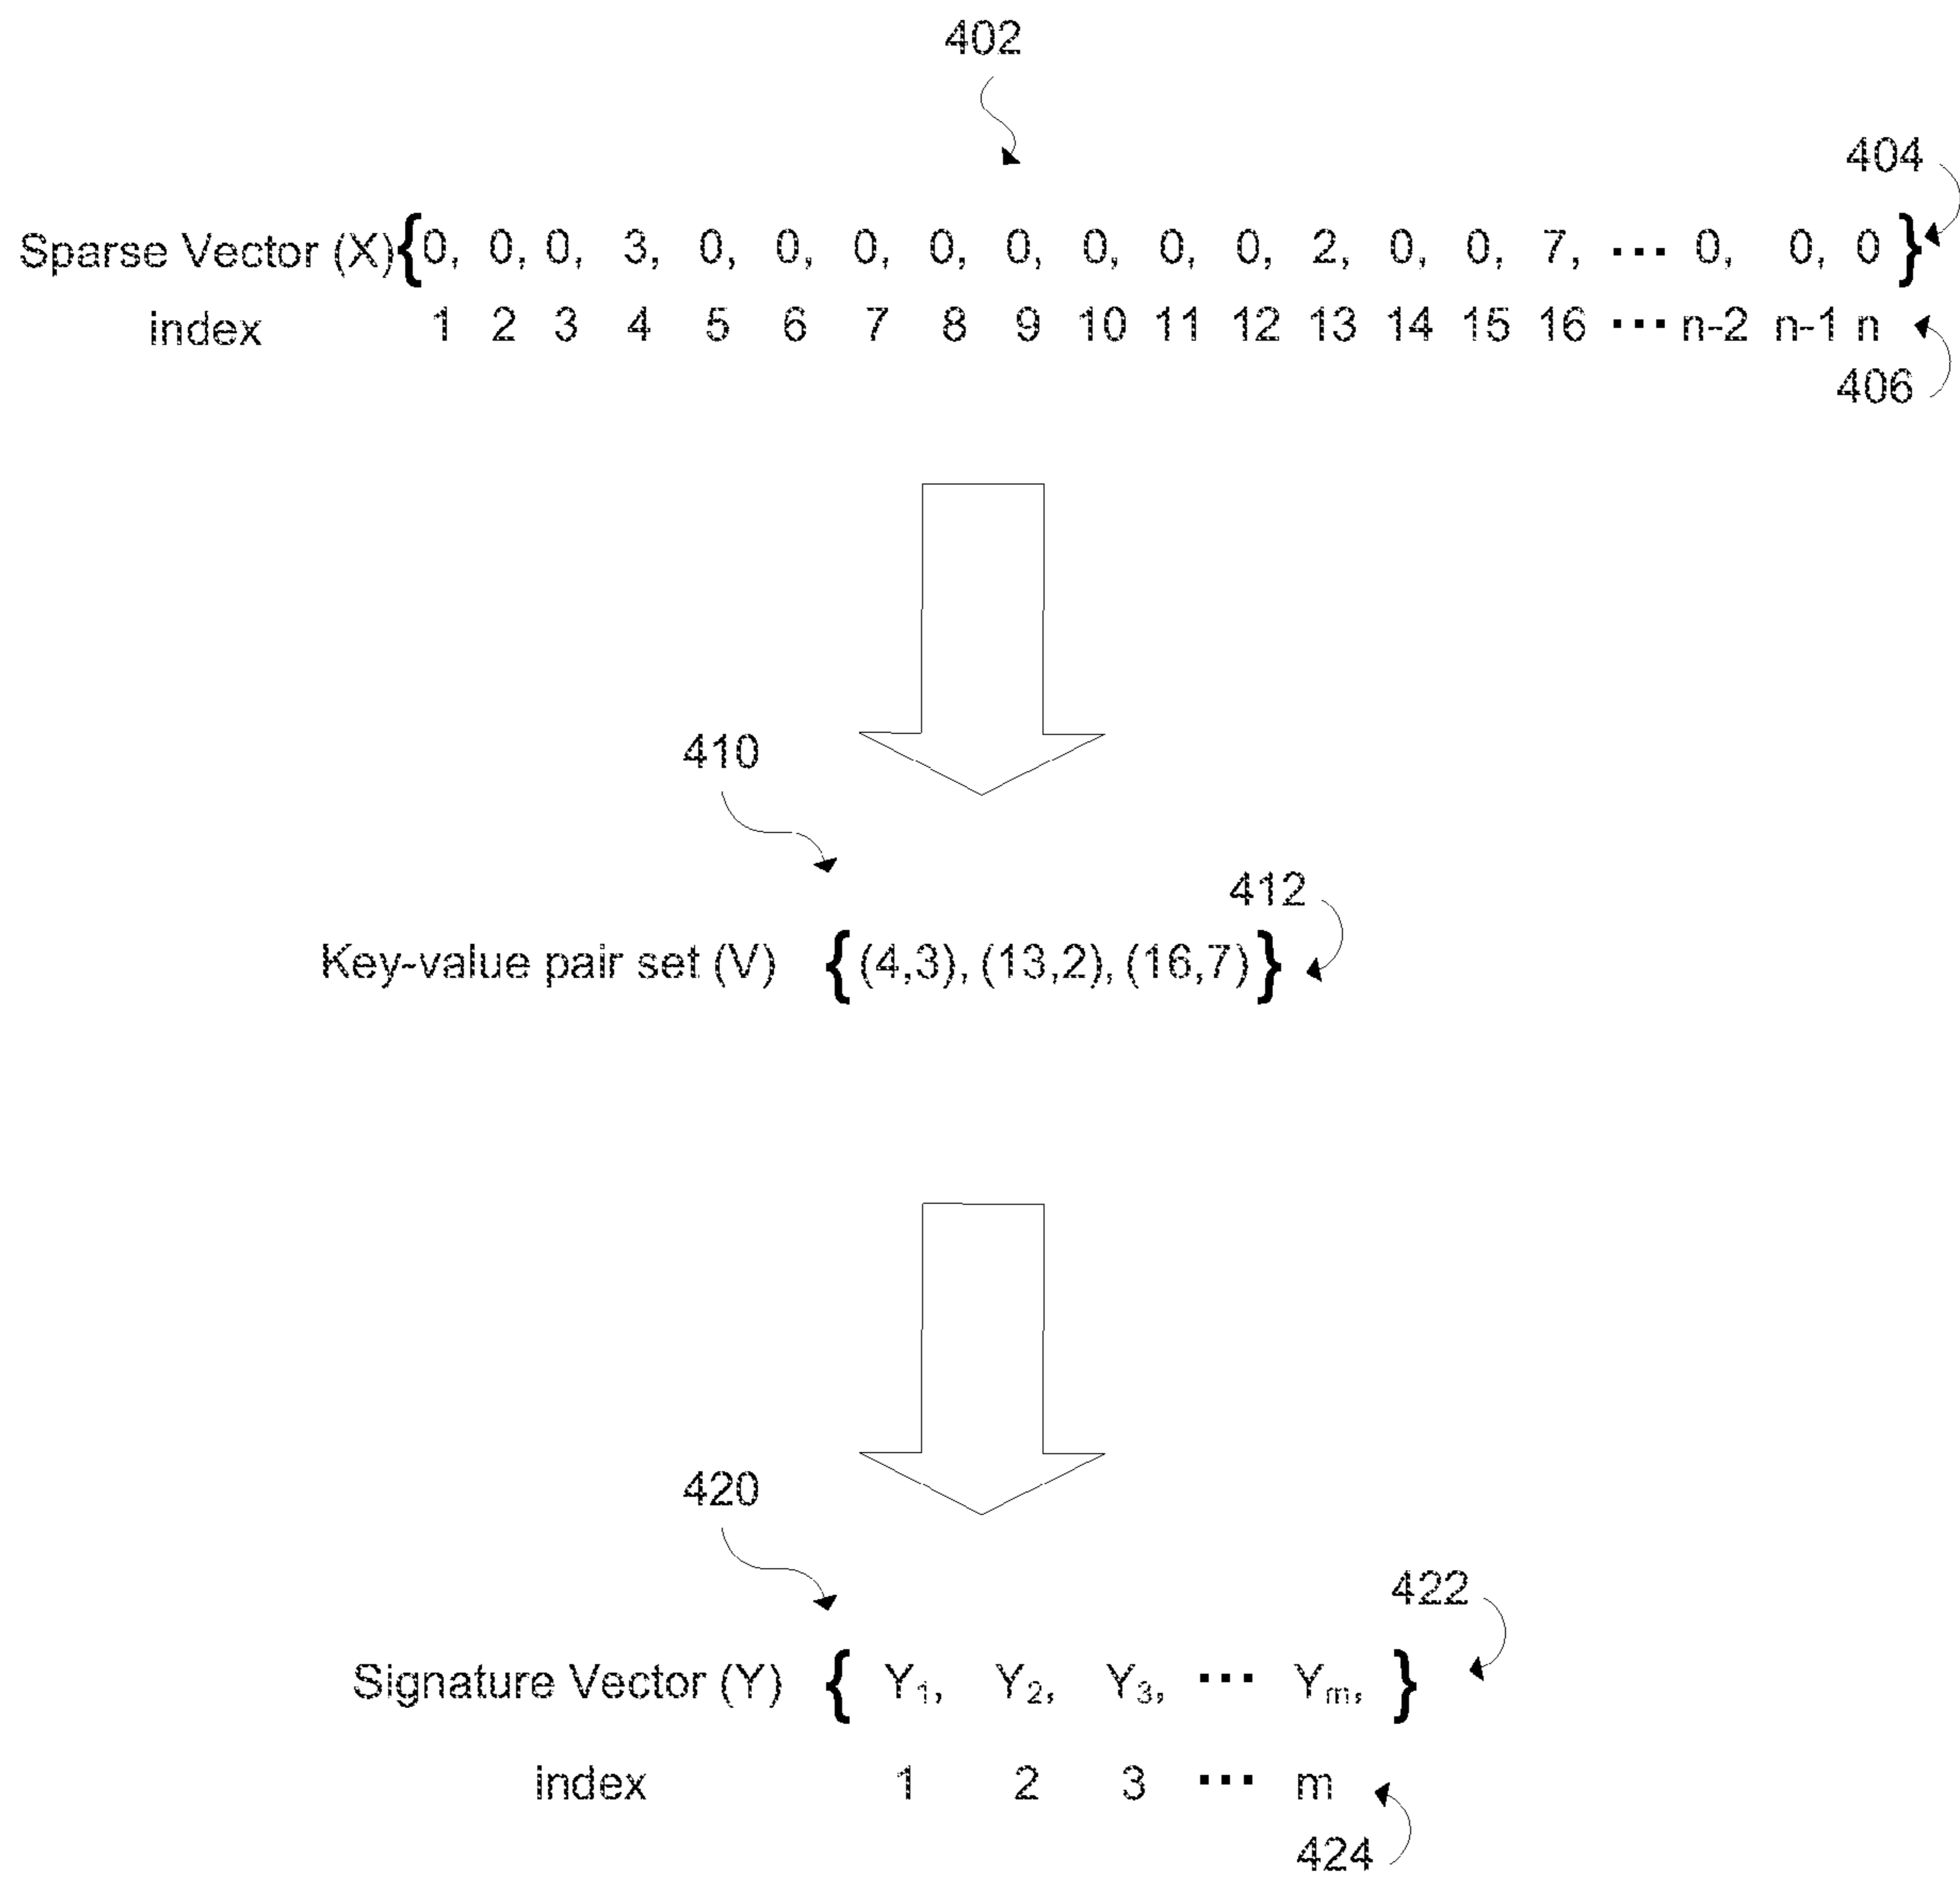 402
404
Sparse Vector (X) {0, 0, 0, 3, 0, 0, 0, 0, 0, 0, 0, 0, 2, 0, 0, 7, ··· 0, 0, 0 }
index 1 2 3 4 5 6 7 8 9 10 11 12 13 14 15 16 ··· n-2 n-1 n
406
410
412
Key-value pair set (V) {(4,3), (13,2), (16,7)}
420
422
Signature Vector (Y) { Y₁, Y₂, Y₃, ··· Yₘ, }
index 1 2 3 ··· m
424